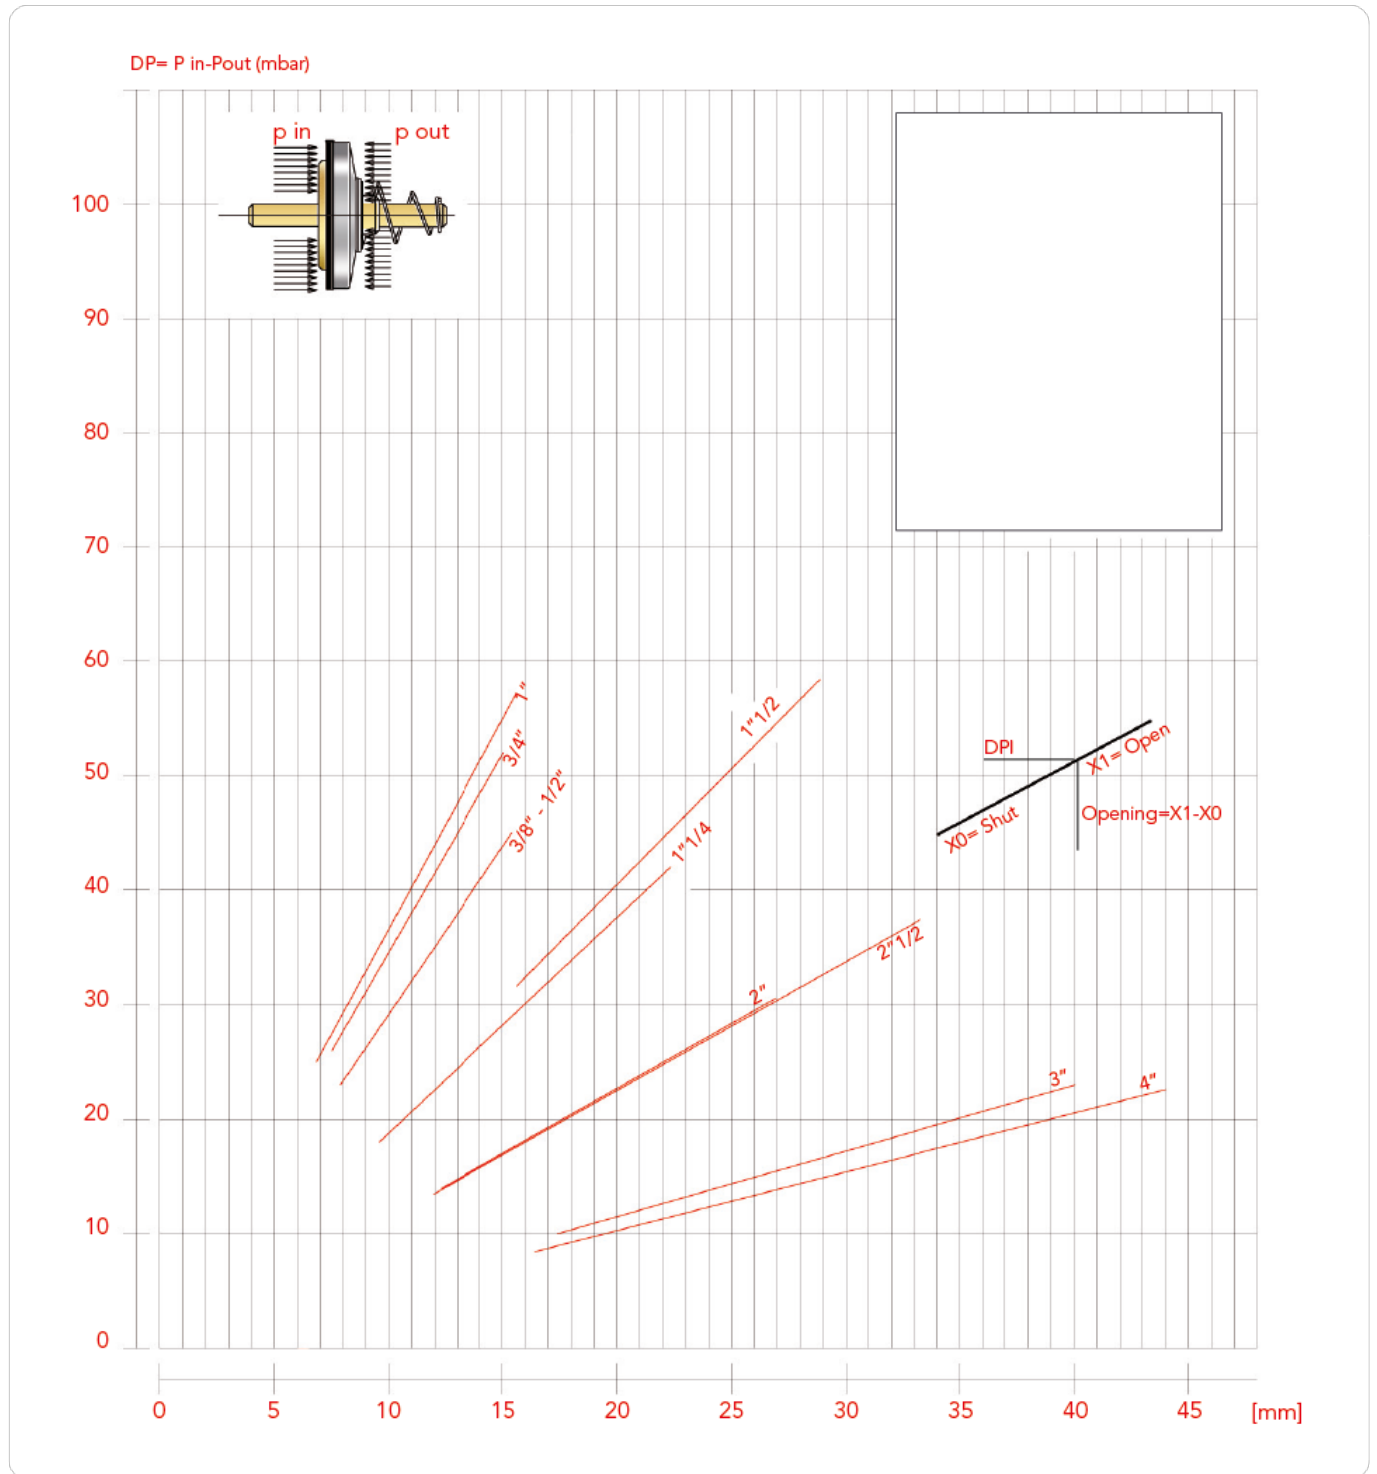 DP= P in-Pout (mbar)
p in
p out
100
90
80
70
60
50
40
30
20
10
0
1"
3/4"
3/8" - 1/2"
1"1/2
1"1/4
2"
2"1/2
3"
4"
DPI
X1= Open
X0= Shut
Opening=X1-X0
0 5 10 15 20 25 30 35 40 45 [mm]